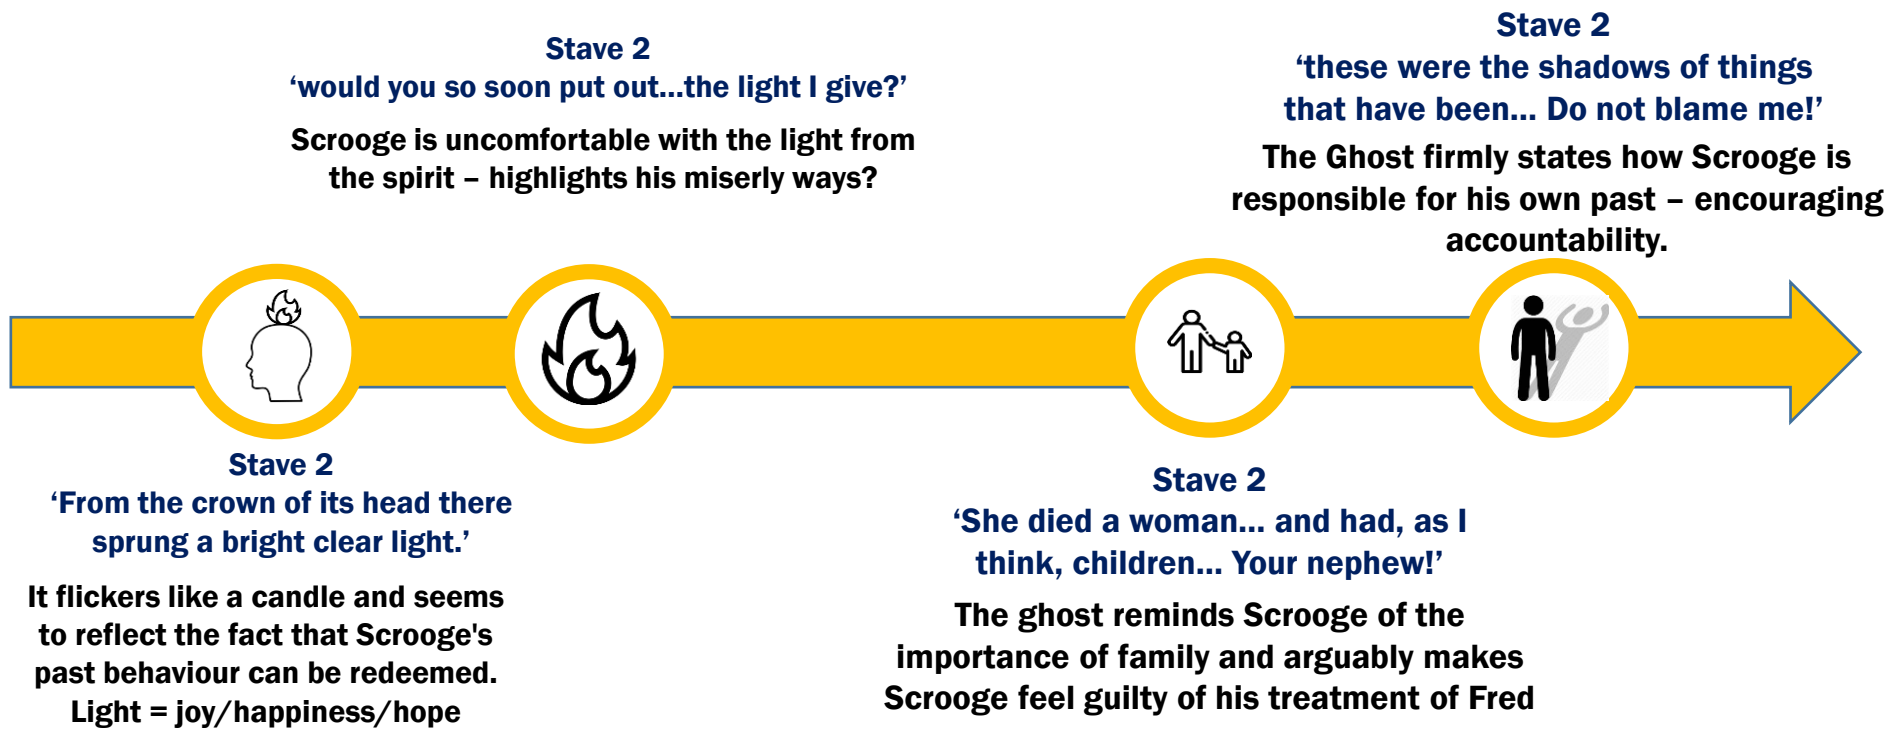 Stave 2
‘From the crown of its head there
sprung a bright clear light.’
It flickers like a candle and seems
to reflect the fact that Scrooge's
past behaviour can be redeemed.
Light = joy/happiness/hope
Stave 2
‘would you so soon put out...the light I give?’
Scrooge is uncomfortable with the light from
the spirit – highlights his miserly ways?
Stave 2
‘She died a woman... and had, as I
think, children... Your nephew!’
The ghost reminds Scrooge of the
importance of family and arguably makes
Scrooge feel guilty of his treatment of Fred
Stave 2
‘these were the shadows of things
that have been... Do not blame me!’
The Ghost firmly states how Scrooge is
responsible for his own past – encouraging
accountability.